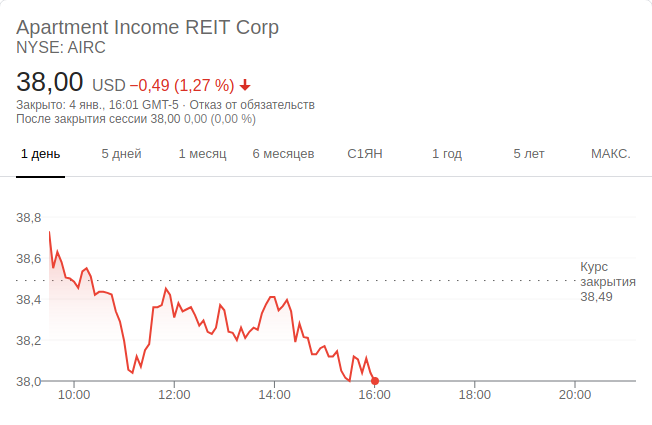 Apartment Income REIT Corp
NYSE: AIRC
38,00 USD −0,49 (1,27 %)
Закрыто: 4 янв., 16:01 GMT-5 · Отказ от обязательств
После закрытия сессии 38,00 0,00 (0,00 %)
1 день 5 дней 1 месяц 6 месяцев С1ЯН 1 год 5 лет МАКС.
38,8
38,6
Курс
закрытия
38,49
38,4
38,2
38,0
10:00 12:00 14:00 16:00 18:00 20:00